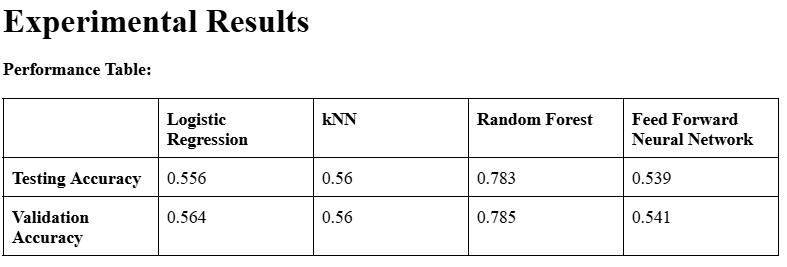 Experimental Results
Performance Table:
Logistic Regression kNN Random Forest Feed Forward Neural Network
Testing Accuracy 0.556 0.56 0.783 0.539
Validation Accuracy 0.564 0.56 0.785 0.541